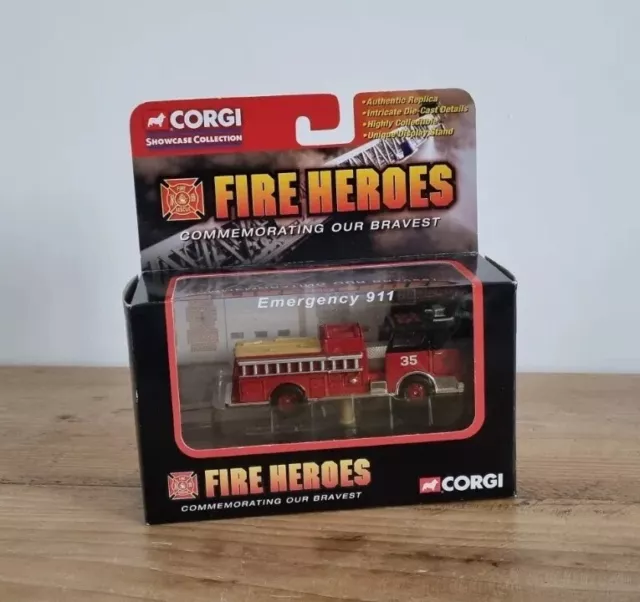 CORGI
SHOWCASE COLLECTION
•Authentic Replica
•Intricate Die-Cast Details
•Highly Collectible
•Unique Display Stand
FIRE HEROES
COMMEMORATING OUR BRAVEST
Emergency 911
35
FIRE HEROES
COMMEMORATING OUR BRAVEST
CORGI